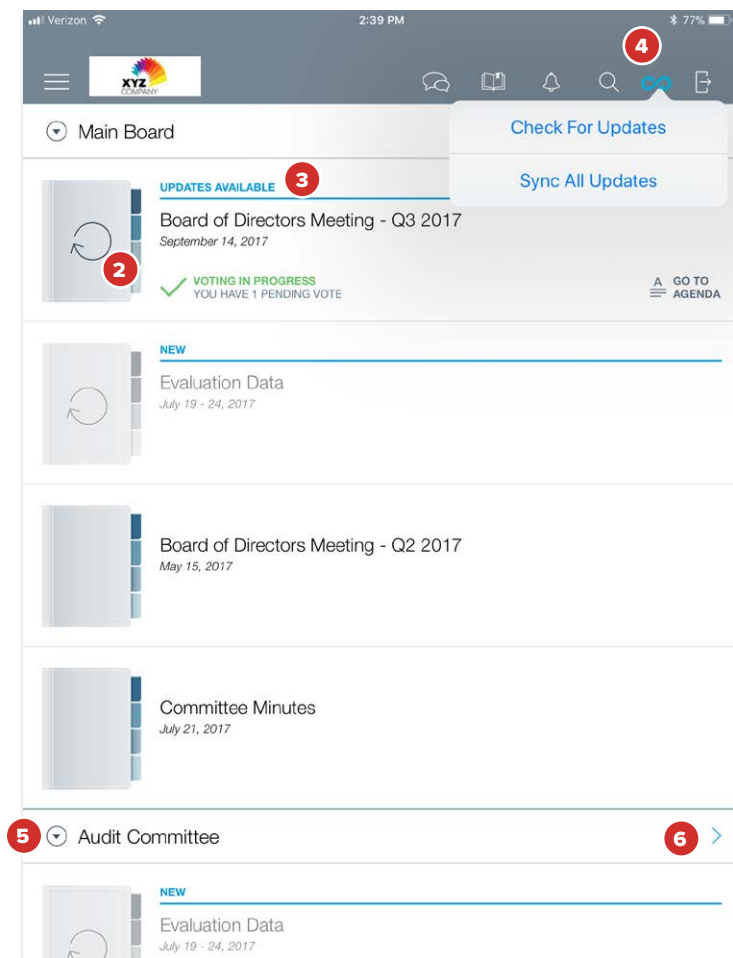 Verizon 2:39 PM 77%
4
XYZ
COMPANY
Main Board
Check For Updates
Sync All Updates
UPDATES AVAILABLE 3
Board of Directors Meeting - Q3 2017
September 14, 2017
2
VOTING IN PROGRESS
YOU HAVE 1 PENDING VOTE
A GO TO
AGENDA
NEW
Evaluation Data
July 19 - 24, 2017
Board of Directors Meeting - Q2 2017
May 15, 2017
Committee Minutes
July 21, 2017
5 Audit Committee 6
NEW
Evaluation Data
July 19 - 24, 2017